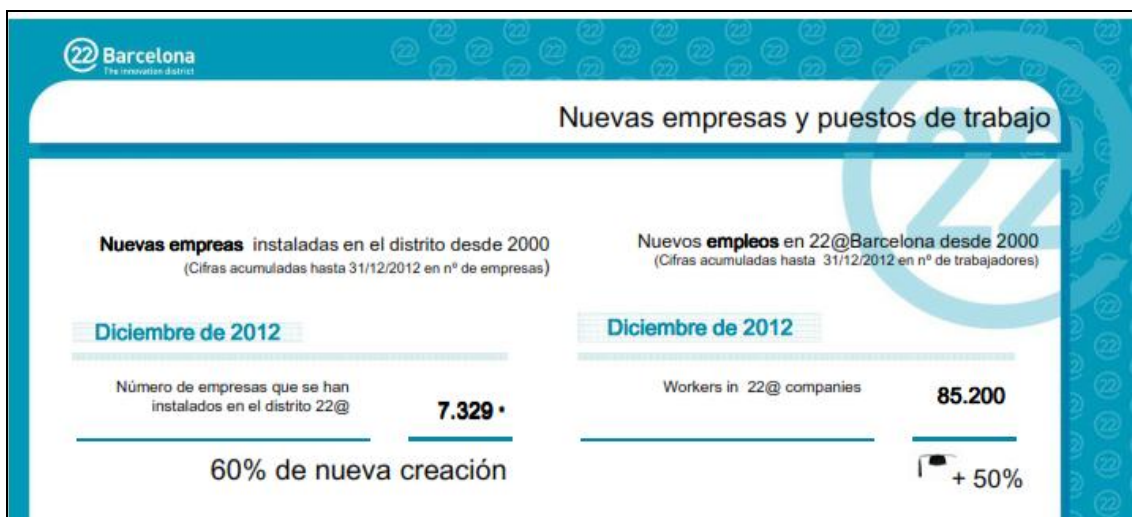 22 Barcelona
The innovation district
Nuevas empresas y puestos de trabajo
Nuevas empreas instaladas en el distrito desde 2000
(Cifras acumuladas hasta 31/12/2012 en nº de empresas)
Nuevos empleos en 22@Barcelona desde 2000
(Cifras acumuladas hasta 31/12/2012 en nº de trabajadores)
Diciembre de 2012
Número de empresas que se han
instalados en el distrito 22@
7.329 •
60% de nueva creación
Diciembre de 2012
Workers in 22@ companies
85.200
+ 50%
22